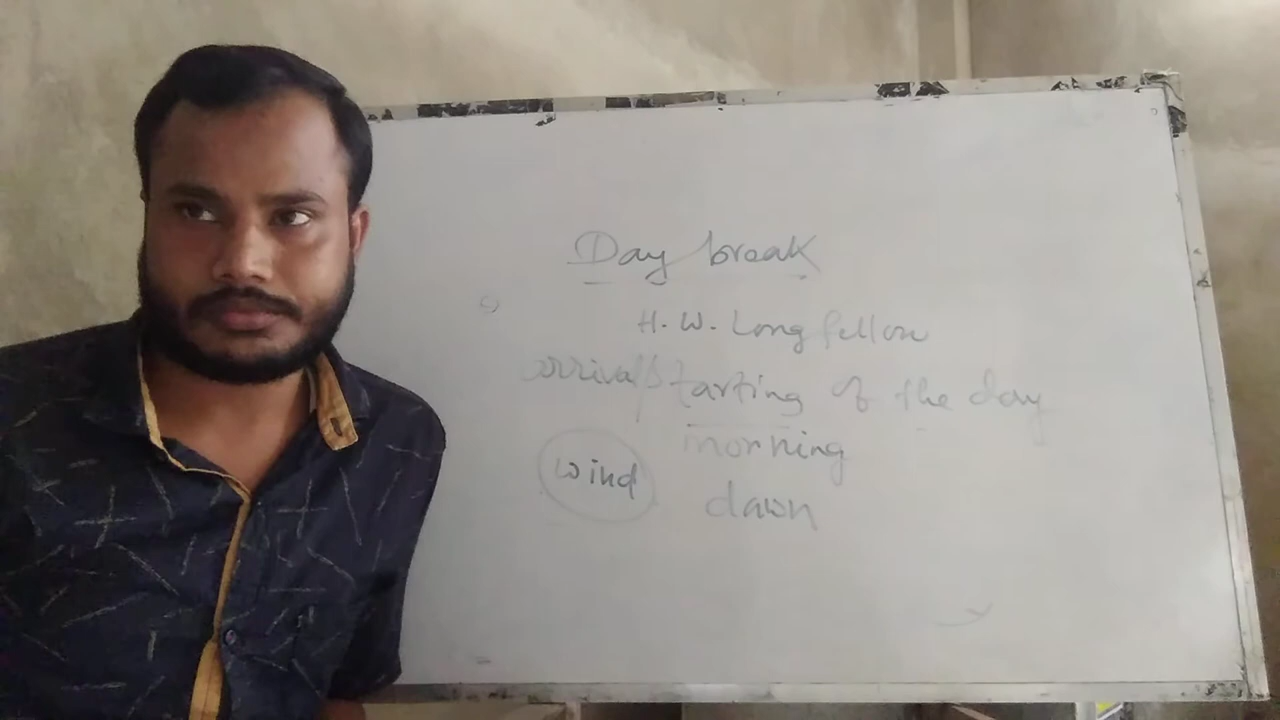 Day break
H. W. Longfellow
arrival/Starting of the day
morning
wind
dawn